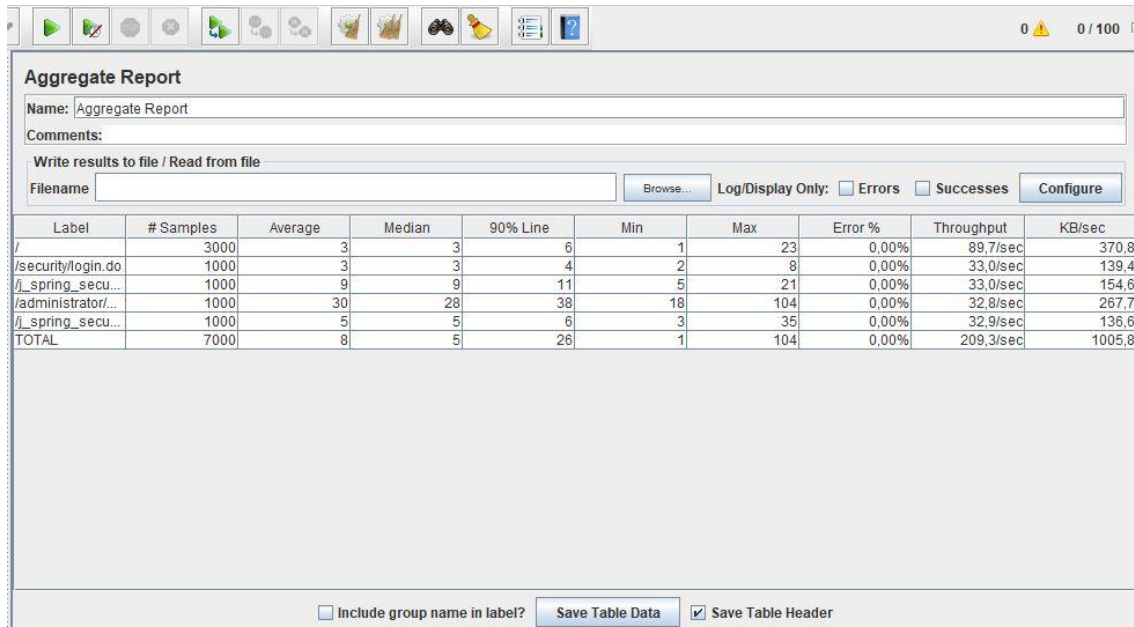 0 0 / 100
Aggregate Report
Name: Aggregate Report
Comments:
Write results to file / Read from file
Filename Browse... Log/Display Only: Errors Successes Configure
Label # Samples Average Median 90% Line Min Max Error % Throughput KB/sec
/ 3000 3 3 6 1 23 0,00% 89,7/sec 370,8
/security/login.do 1000 3 3 4 2 8 0,00% 33,0/sec 139,4
/j_spring_secu... 1000 9 9 11 5 21 0,00% 33,0/sec 154,6
/administrator/... 1000 30 28 38 18 104 0,00% 32,8/sec 267,7
/j_spring_secu... 1000 5 5 6 3 35 0,00% 32,9/sec 136,6
TOTAL 7000 8 5 26 1 104 0,00% 209,3/sec 1005,8
Include group name in label? Save Table Data Save Table Header